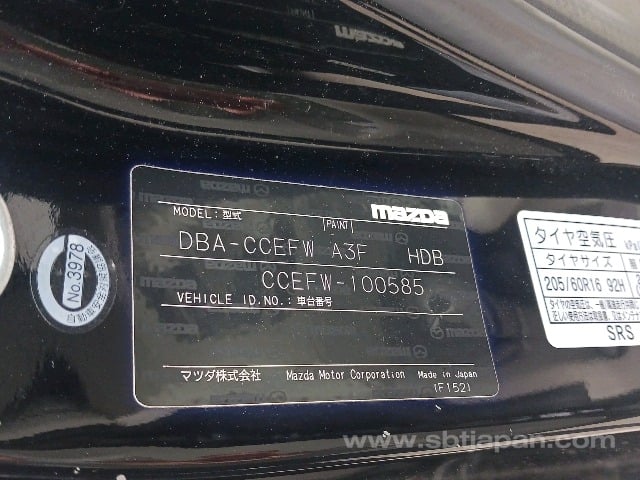 mazda
MODEL: 型式
PAINT
DBA-CCEFW A3F HDB
CCEFW-100585
VEHICLE ID.NO.: 車台番号
マツダ株式会社 Mazda Motor Corporation Made in Japan
(F152)
No.3978
タイヤ空気圧
タイヤサイズ
205/60R16 92H
SRS
www.sbtjapan.com